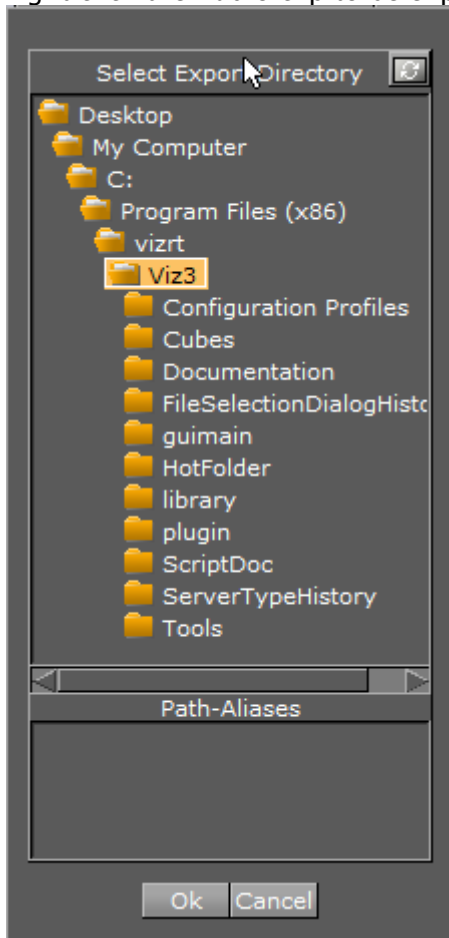 Select Export Directory
Desktop
My Computer
C:
Program Files (x86)
vizrt
Viz3
Configuration Profiles
Cubes
Documentation
FileSelectionDialogHisto
guimain
HotFolder
library
plugin
ScriptDoc
ServerTypeHistory
Tools
Path-Aliases
Ok Cancel